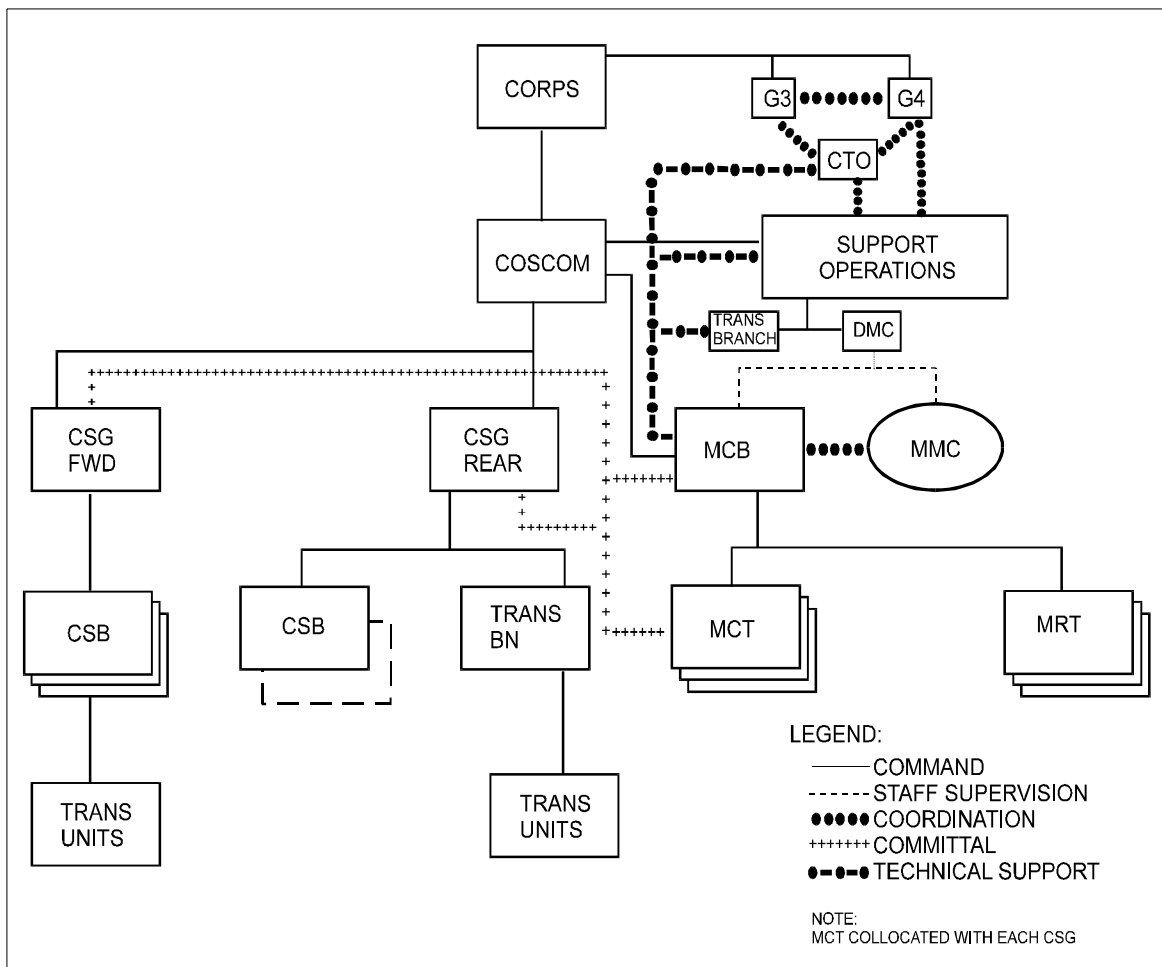 CORPS
G3
G4
CTO
COSCOM
SUPPORT
OPERATIONS
TRANS
BRANCH
DMC
CSG
FWD
CSG
REAR
MCB
MMC
CSB
CSB
TRANS
BN
MCT
MRT
TRANS
UNITS
TRANS
UNITS
LEGEND:
COMMAND
STAFF SUPERVISION
COORDINATION
COMMITTAL
TECHNICAL SUPPORT
NOTE:
MCT COLLOCATED WITH EACH CSG